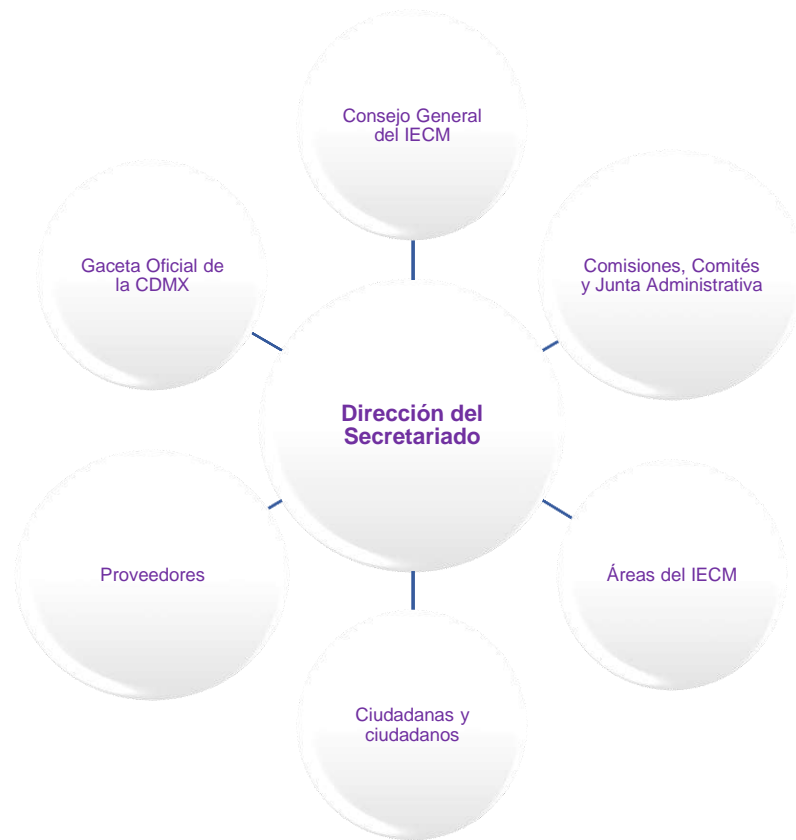 Consejo General
del IECM
Gaceta Oficial de
la CDMX
Comisiones, Comités
y Junta Administrativa
Dirección del
Secretariado
Proveedores
Áreas del IECM
Ciudadanas y
ciudadanos